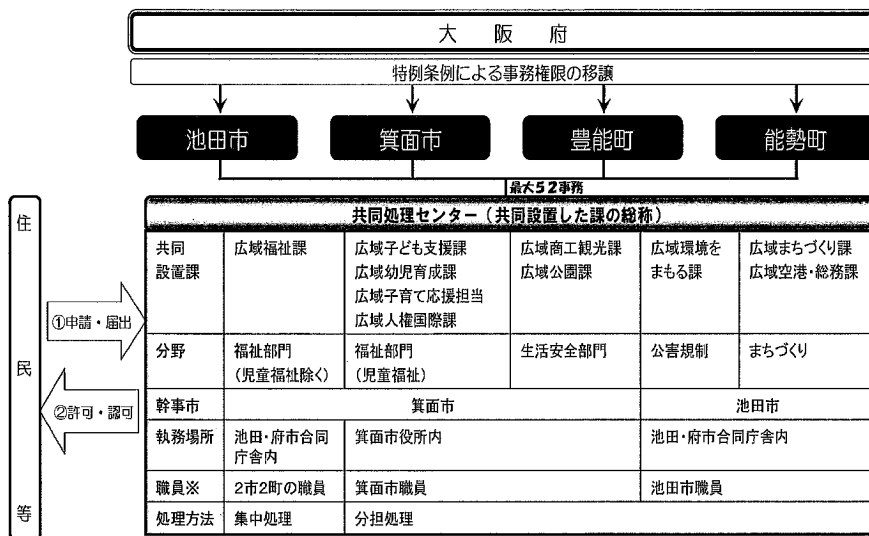 大阪府
特例条例による事務権限の移譲
池田市 箕面市 豊能町 能勢町
最大52事務
共同処理センター（共同設置した課の総称）
住民等
①申請・届出
②許可・認可
共同 広域福祉課 広域子ども支援課 広域商工観光課 広域環境を 広域まちづくり課
設置課 広域幼児育成課 広域公園課 まもる課 広域空港・総務課
広域子育て応援担当
広域人権国際課
分野 福祉部門 福祉部門 生活安全部門 公害規制 まちづくり
(児童福祉除く) (児童福祉)
幹事市 箕面市 池田市
執務場所 池田・府市合同 箕面市役所内 池田・府市合同庁舎内
庁舎内
職員※ 2市2町の職員 箕面市職員 池田市職員
処理方法 集中処理 分担処理